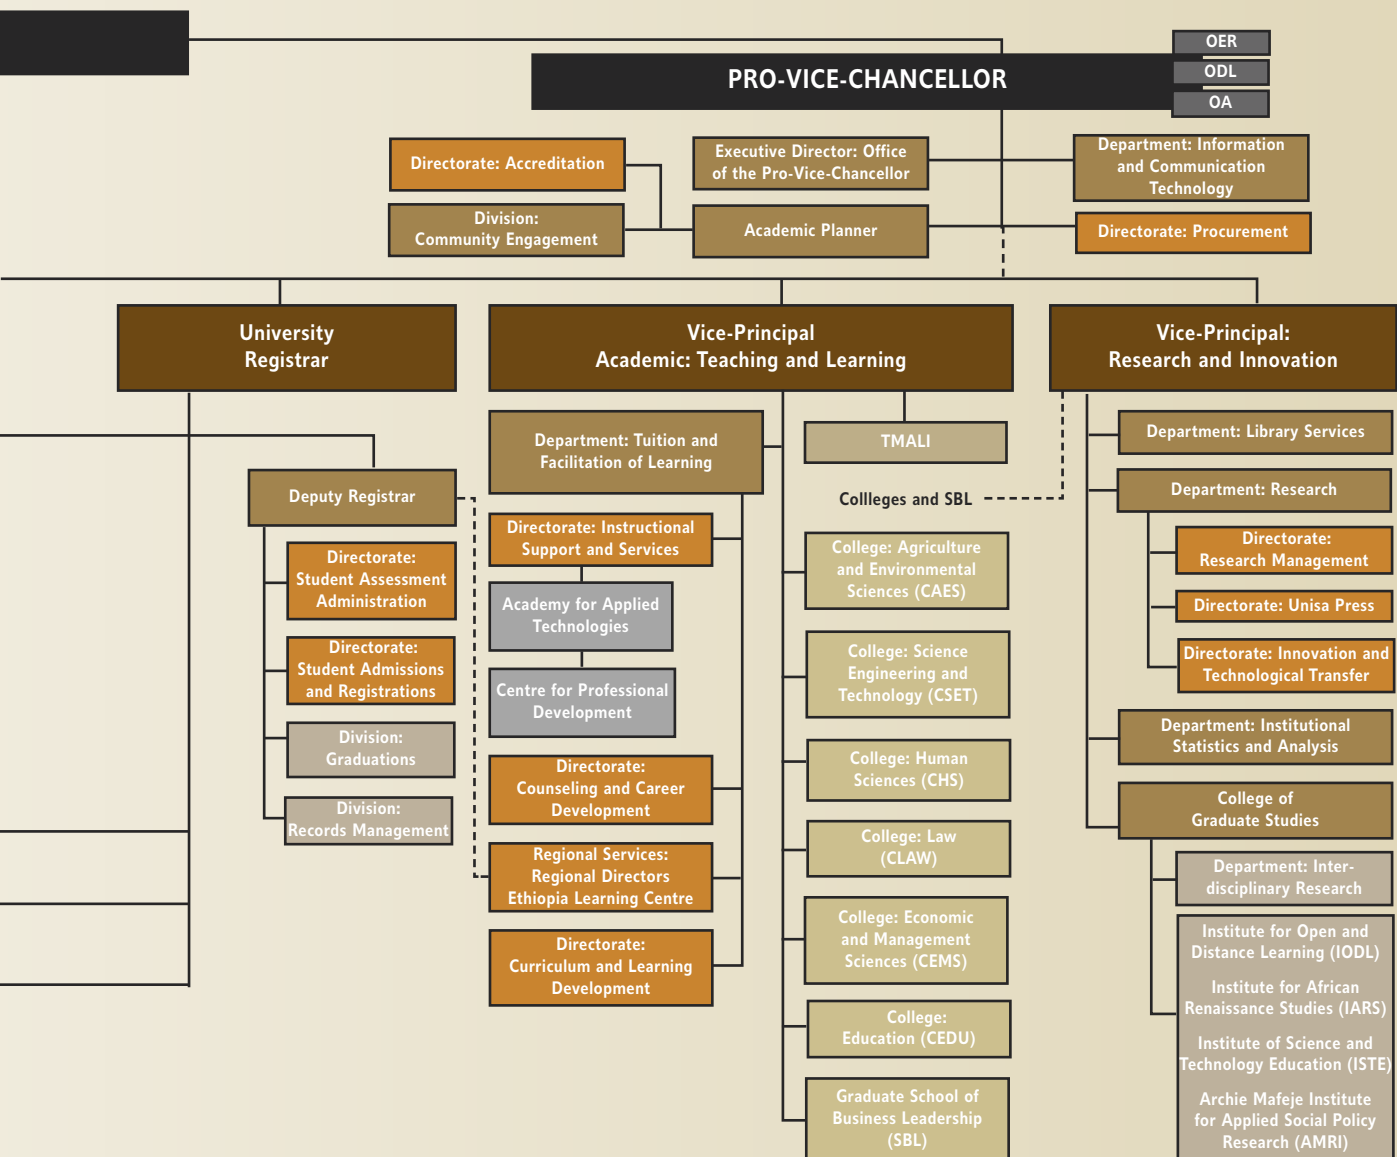 OER
PRO-VICE-CHANCELLOR
ODL
OA
Directorate: Accreditation
Executive Director: Office
of the Pro-Vice-Chancellor
Department: Information
and Communication
Technology
Division:
Community Engagement
Academic Planner
Directorate: Procurement
University
Registrar
Vice-Principal
Academic: Teaching and Learning
Vice-Principal:
Research and Innovation
Deputy Registrar
Directorate:
Student Assessment
Administration
Directorate:
Student Admissions
and Registrations
Division:
Graduations
Division:
Records Management
Department: Tuition and
Facilitation of Learning
Directorate: Instructional
Support and Services
Academy for Applied
Technologies
Centre for Professional
Development
Directorate:
Counseling and Career
Development
Regional Services:
Regional Directors
Ethiopia Learning Centre
Directorate:
Curriculum and Learning
Development
TMALI
Collleges and SBL
College: Agriculture
and Environmental
Sciences (CAES)
College: Science
Engineering and
Technology (CSET)
College: Human
Sciences (CHS)
College: Law
(CLAW)
College: Economic
and Management
Sciences (CEMS)
College:
Education (CEDU)
Graduate School of
Business Leadership
(SBL)
Department: Library Services
Department: Research
Directorate:
Research Management
Directorate: Unisa Press
Directorate: Innovation and
Technological Transfer
Department: Institutional
Statistics and Analysis
College of
Graduate Studies
Department: Inter-
disciplinary Research
Institute for Open and
Distance Learning (IODL)
Institute for African
Renaissance Studies (IARS)
Institute of Science and
Technology Education (ISTE)
Archie Mafeje Institute
for Applied Social Policy
Research (AMRI)